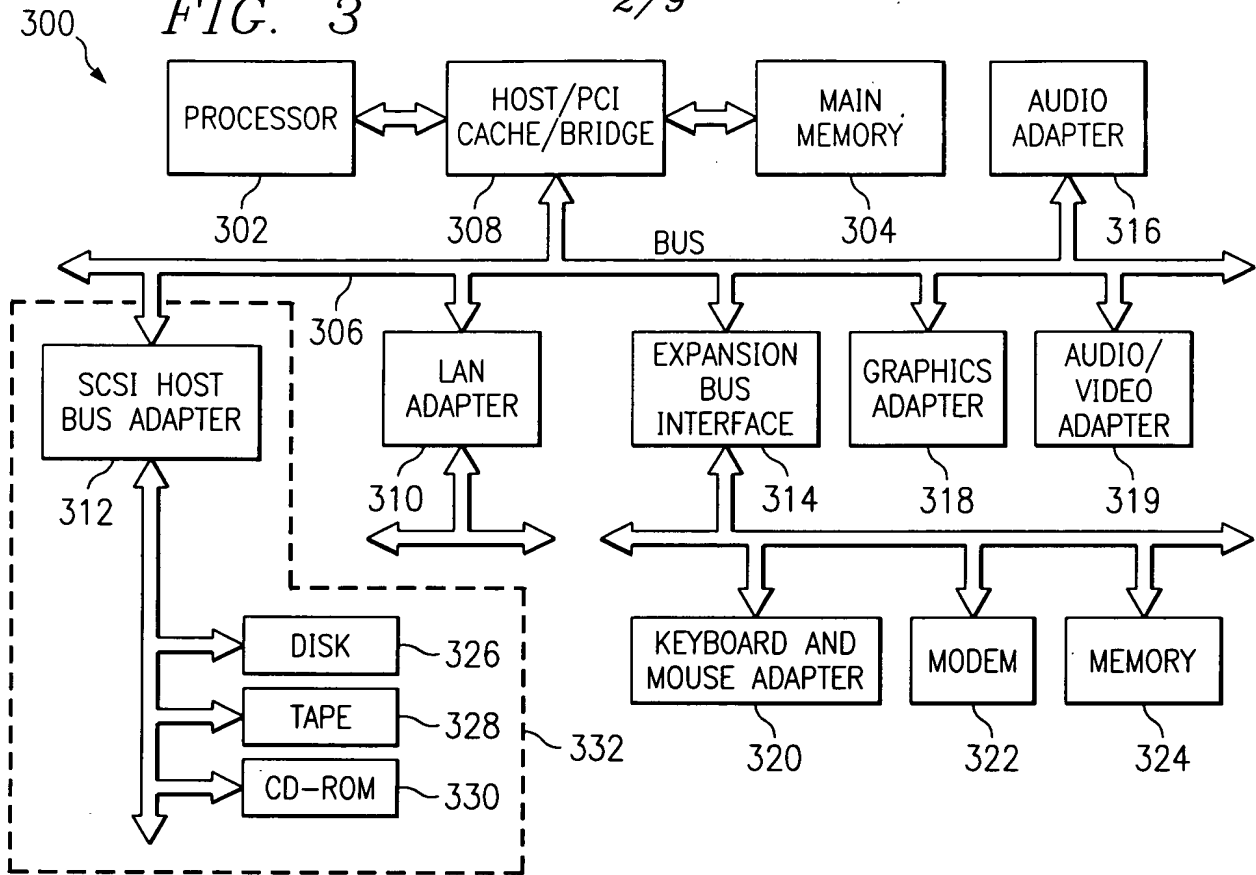 FIG. 3
2/9
300
PROCESSOR
HOST/PCI
CACHE/BRIDGE
MAIN
MEMORY
AUDIO
ADAPTER
302
308
304
316
BUS
306
SCSI HOST
BUS ADAPTER
LAN
ADAPTER
EXPANSION
BUS
INTERFACE
GRAPHICS
ADAPTER
AUDIO/
VIDEO
ADAPTER
312
310
314
318
319
DISK
326
TAPE
328
CD-ROM
330
332
KEYBOARD AND
MOUSE ADAPTER
MODEM
MEMORY
320
322
324